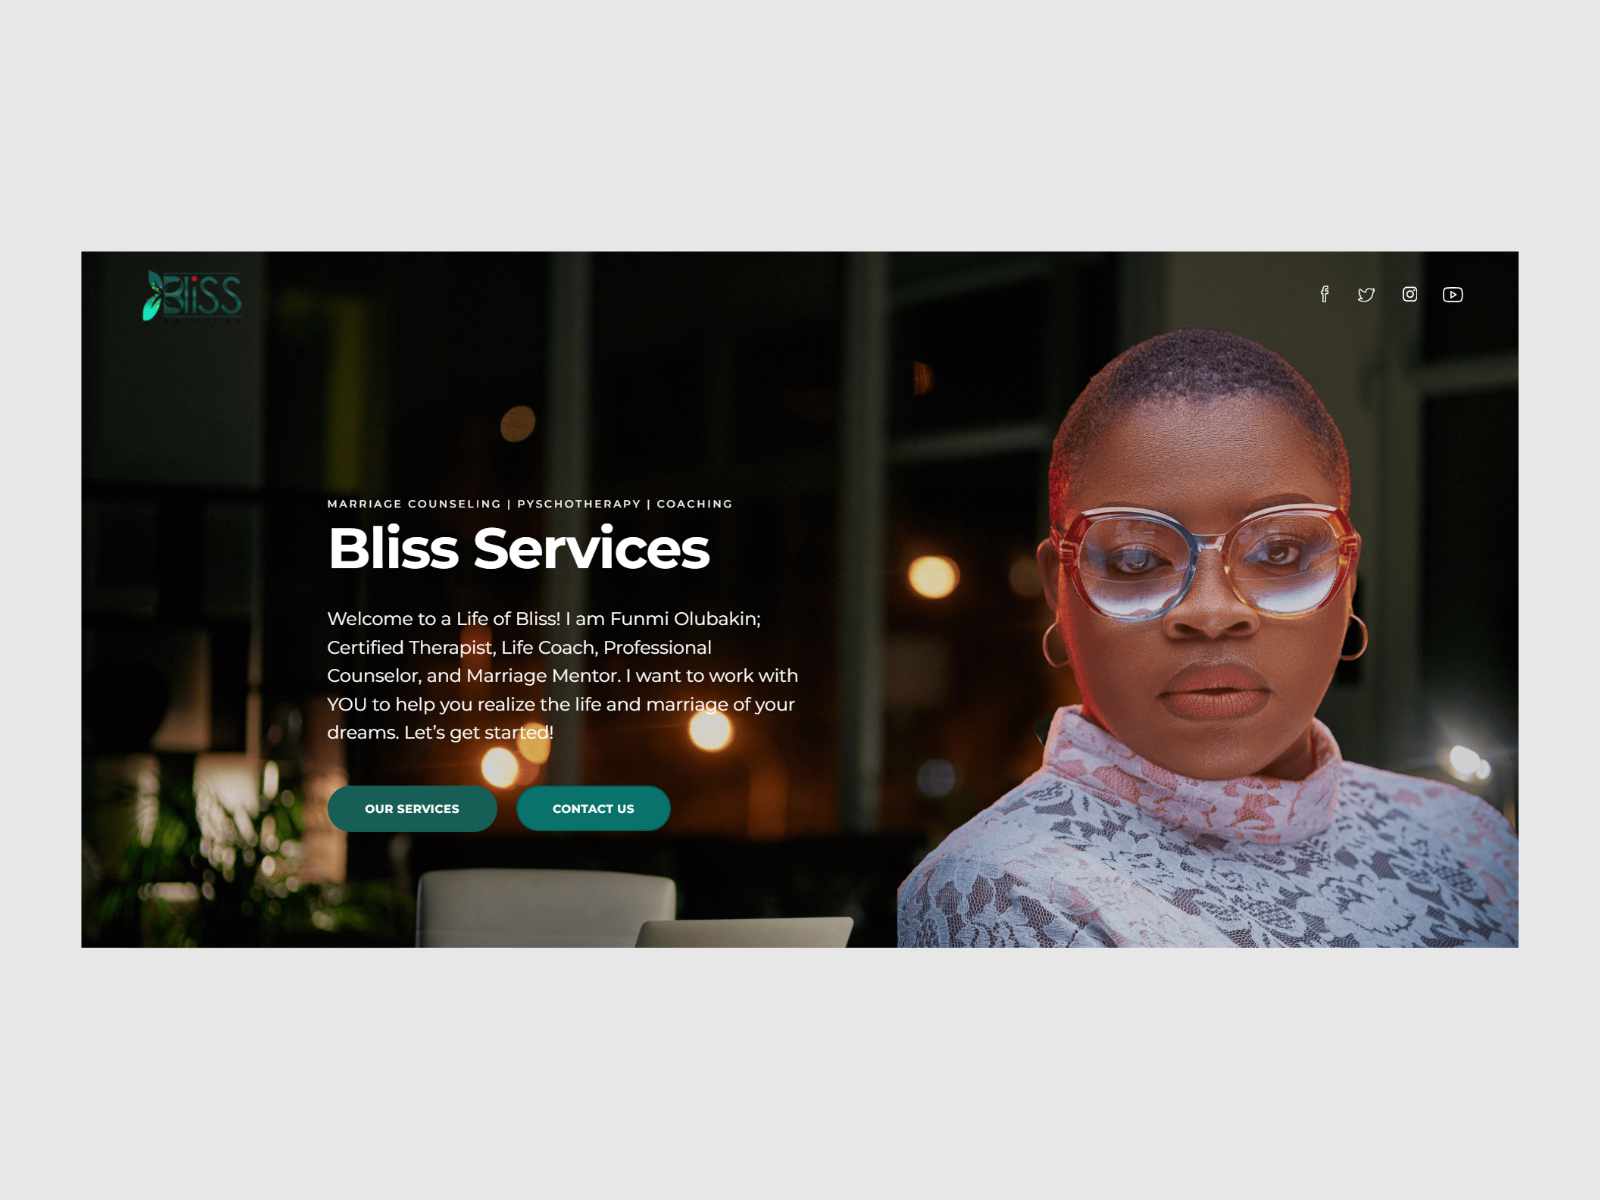 Bliss
MARRIAGE COUNSELING | PYSCHOTHERAPY | COACHING
Bliss Services
Welcome to a Life of Bliss! I am Funmi Olubakin;
Certified Therapist, Life Coach, Professional
Counselor, and Marriage Mentor. I want to work with
YOU to help you realize the life and marriage of your
dreams. Let’s get started!
OUR SERVICES
CONTACT US